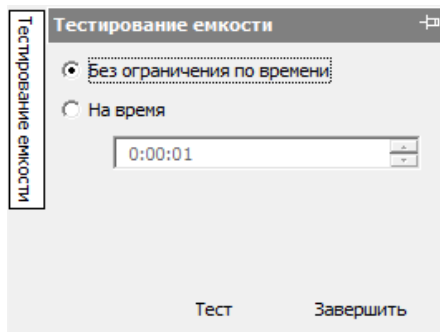 Тестирование емкости
Тестирование емкости
Без ограничения по времени
На время
0:00:01
Тест Завершить